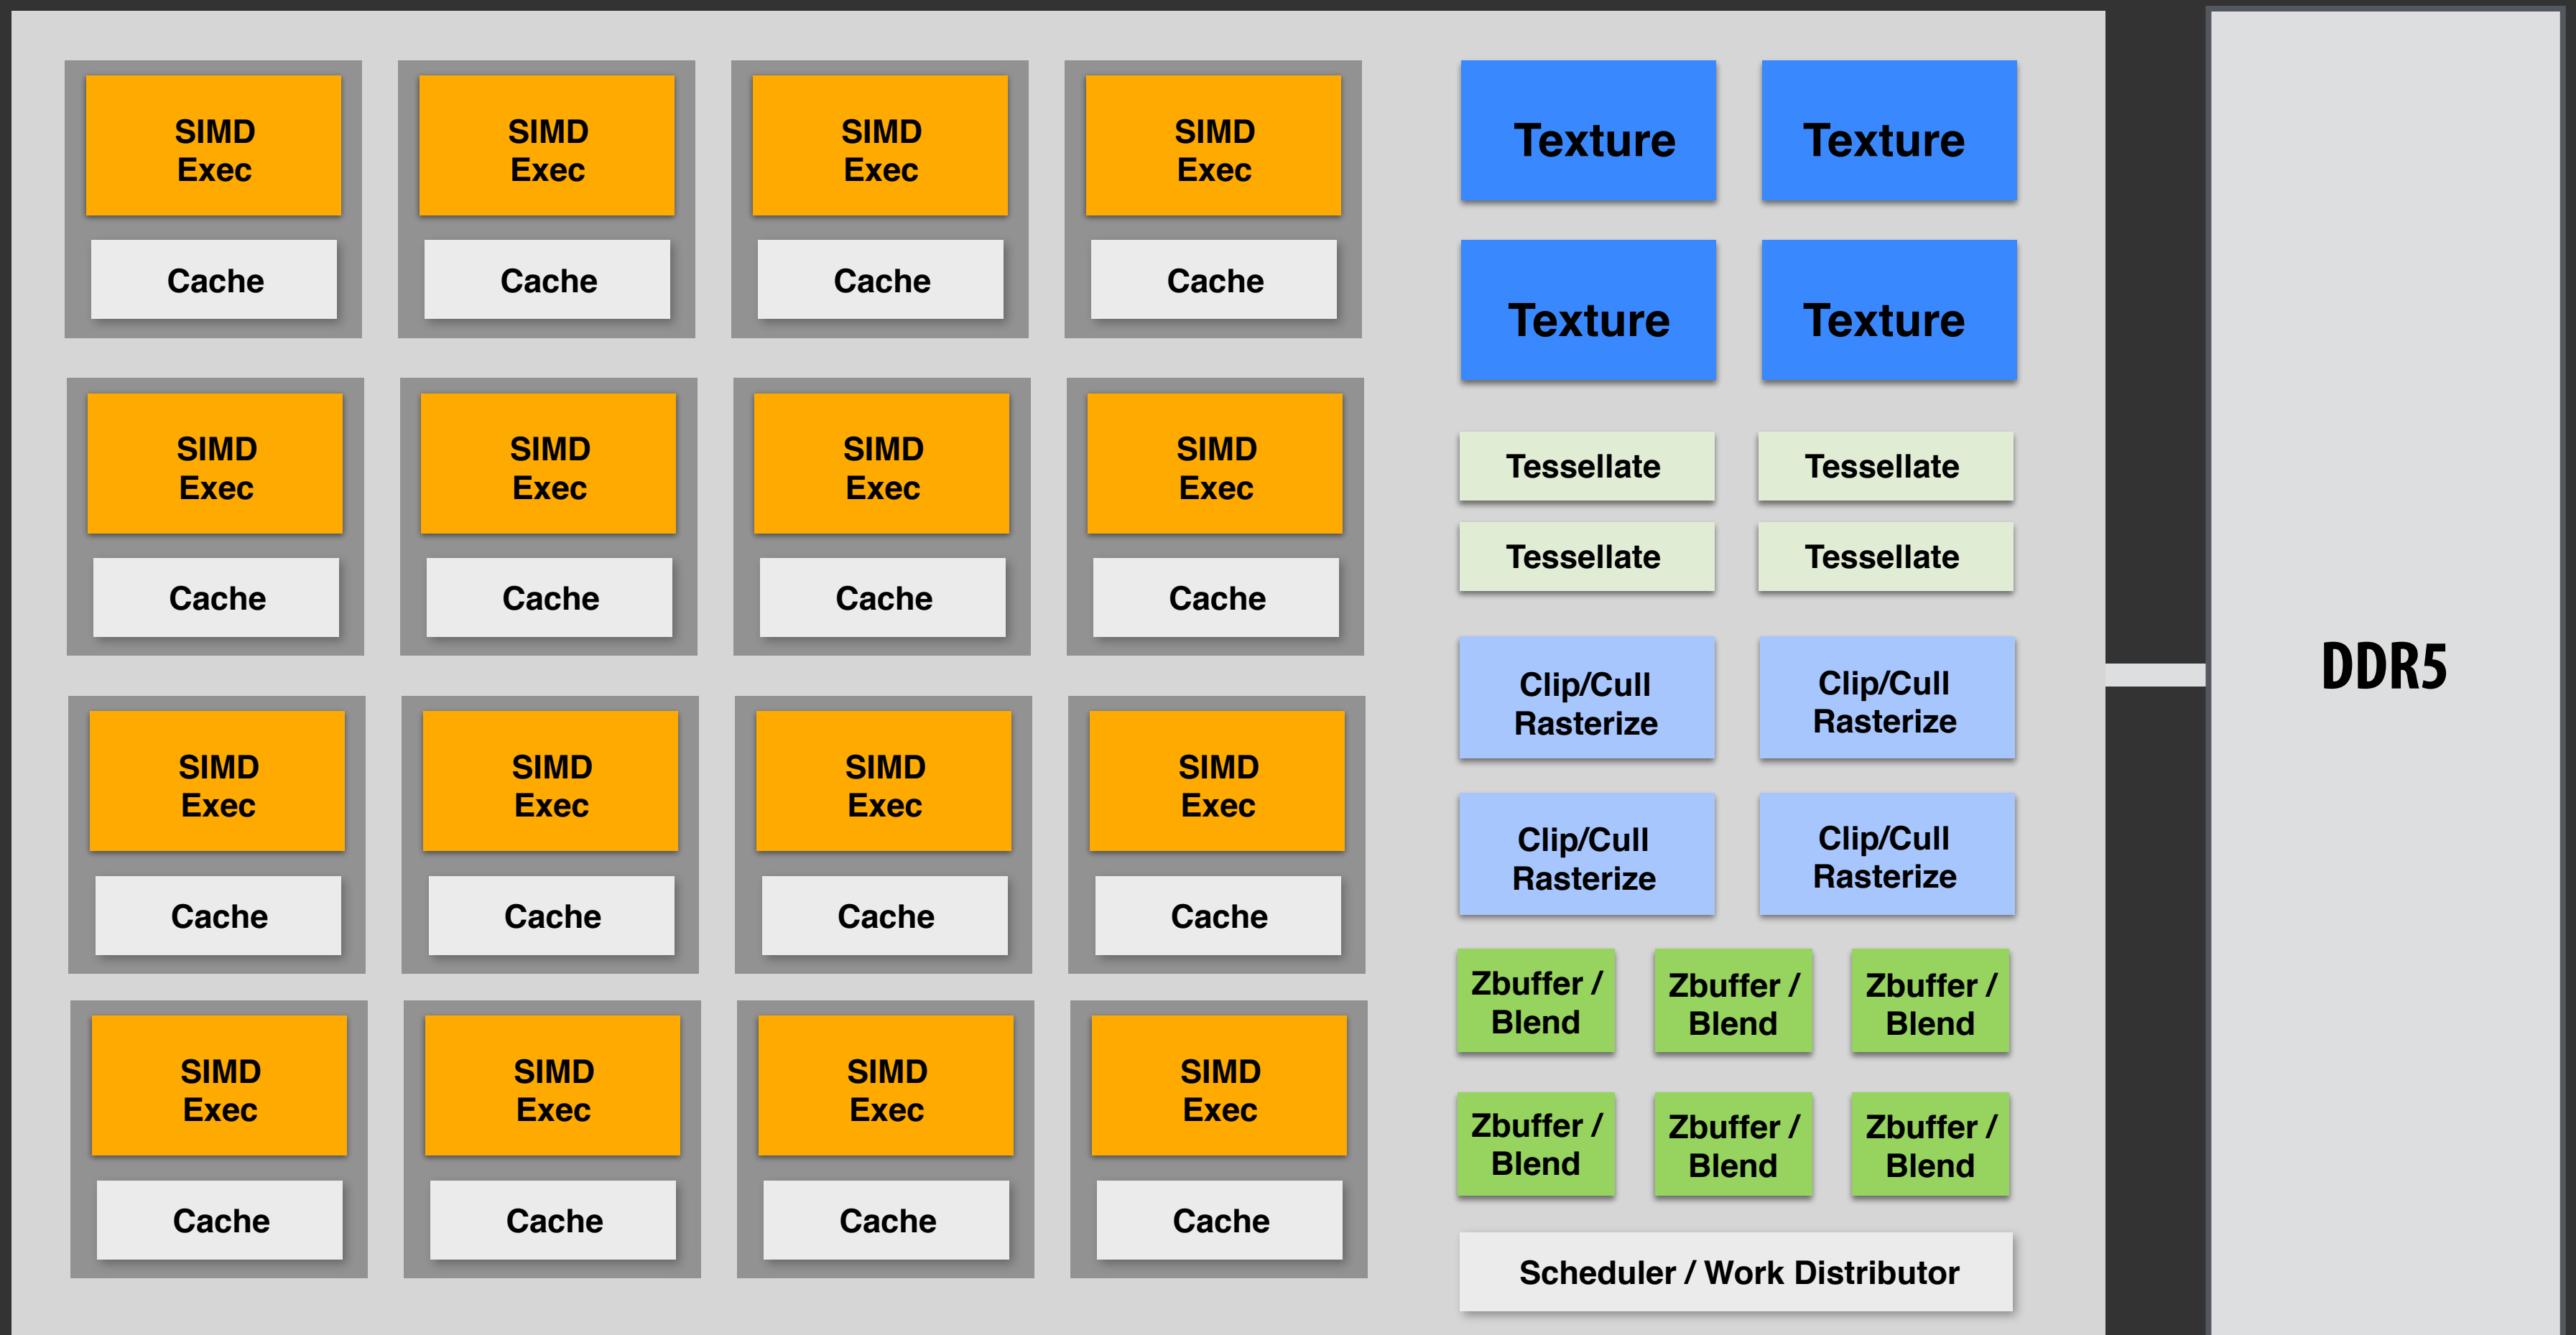 SIMD
Exec
SIMD
Exec
SIMD
Exec
SIMD
Exec
Cache
Cache
Cache
Cache
SIMD
Exec
SIMD
Exec
SIMD
Exec
SIMD
Exec
Cache
Cache
Cache
Cache
SIMD
Exec
SIMD
Exec
SIMD
Exec
SIMD
Exec
Cache
Cache
Cache
Cache
SIMD
Exec
SIMD
Exec
SIMD
Exec
SIMD
Exec
Cache
Cache
Cache
Cache
Texture
Texture
Texture
Texture
Tessellate
Tessellate
Tessellate
Tessellate
Clip/Cull
Rasterize
Clip/Cull
Rasterize
Clip/Cull
Rasterize
Clip/Cull
Rasterize
Zbuffer /
Blend
Zbuffer /
Blend
Zbuffer /
Blend
Zbuffer /
Blend
Zbuffer /
Blend
Zbuffer /
Blend
Scheduler / Work Distributor
DDR5